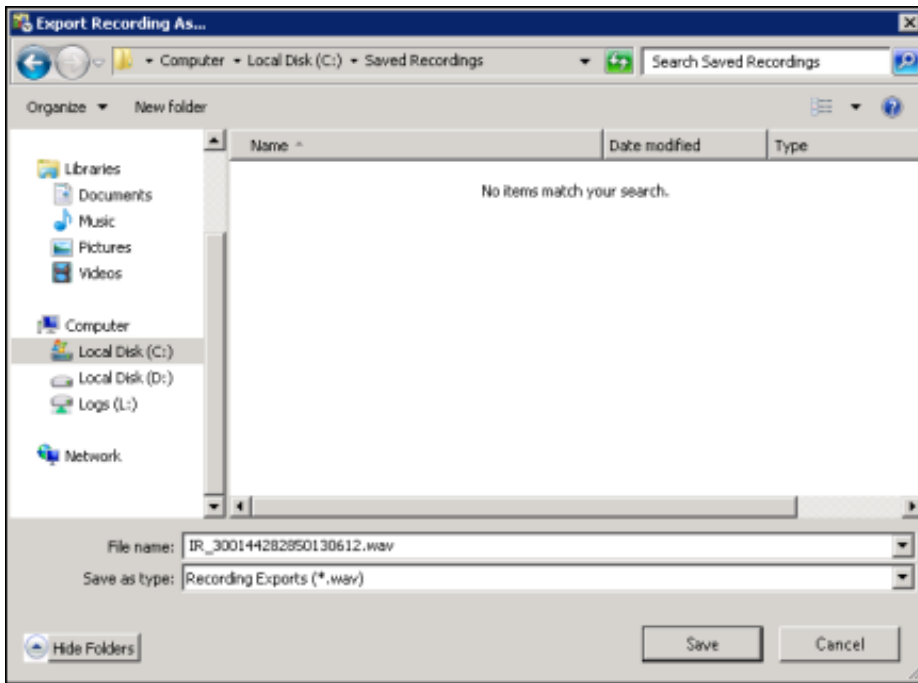 Export Recording As...
Computer Local Disk (C:) Saved Recordings Search Saved Recordings
Organize New folder
Name Date modified Type
No items match your search.
Libraries
Documents
Music
Pictures
Videos
Computer
Local Disk (C:)
Local Disk (D:)
Logs (L:)
Network
File name: IR_300144282850130612.wav
Save as type: Recording Exports (*.wav)
Hide Folders Save Cancel